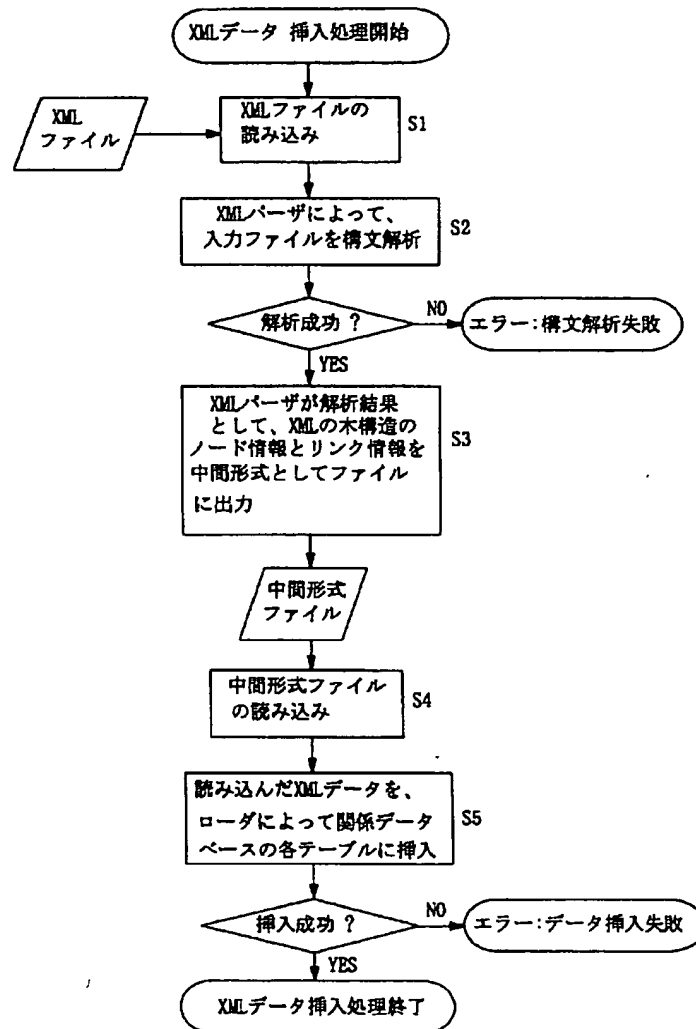 XMLデータ 挿入処理開始
XML
ファイル
XMLファイルの
読み込み
S1
XMLパーザによって、
入力ファイルを構文解析
S2
解析成功 ?
NO
エラー:構文解析失敗
YES
XMLパーザが解析結果
として、XMLの木構造の
ノード情報とリンク情報を
中間形式としてファイル
に出力
S3
中間形式
ファイル
中間形式ファイル
の読み込み
S4
読み込んだXMLデータを、
ローダによって関係データ
ベースの各テーブルに挿入
S5
挿入成功 ?
NO
エラー:データ挿入失敗
YES
XMLデータ挿入処理終了